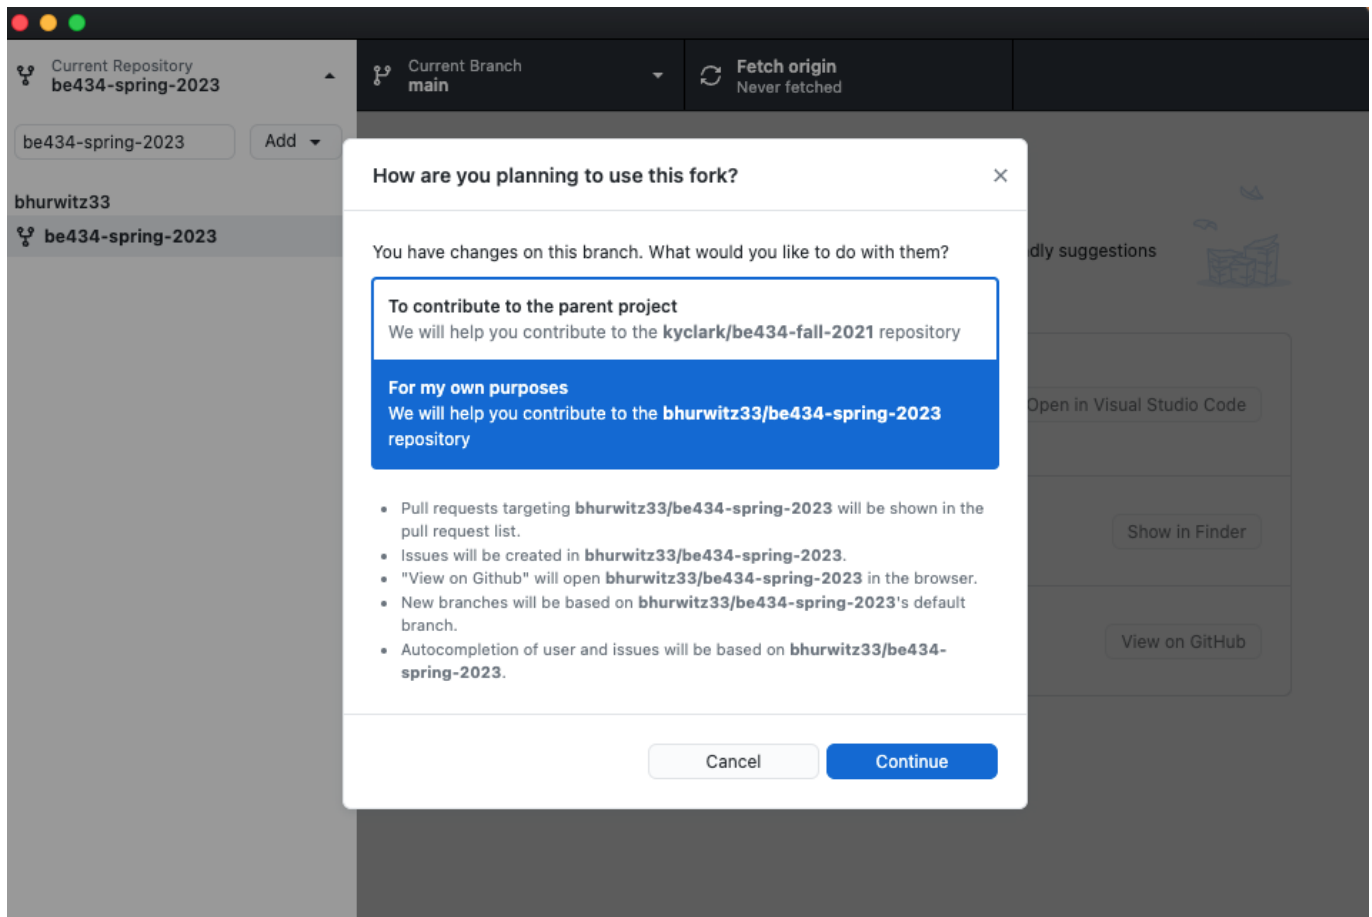 Current Repository
be434-spring-2023
Current Branch
main
Fetch origin
Never fetched
be434-spring-2023
Add
bhurwitz33
be434-spring-2023
How are you planning to use this fork?
You have changes on this branch. What would you like to do with them?
To contribute to the parent project
We will help you contribute to the kyclark/be434-fall-2021 repository
For my own purposes
We will help you contribute to the bhurwitz33/be434-spring-2023
repository
• Pull requests targeting bhurwitz33/be434-spring-2023 will be shown in the
pull request list.
• Issues will be created in bhurwitz33/be434-spring-2023.
• "View on Github" will open bhurwitz33/be434-spring-2023 in the browser.
• New branches will be based on bhurwitz33/be434-spring-2023's default
branch.
• Autocompletion of user and issues will be based on bhurwitz33/be434-
spring-2023.
Cancel
Continue
dly suggestions
Open in Visual Studio Code
Show in Finder
View on GitHub